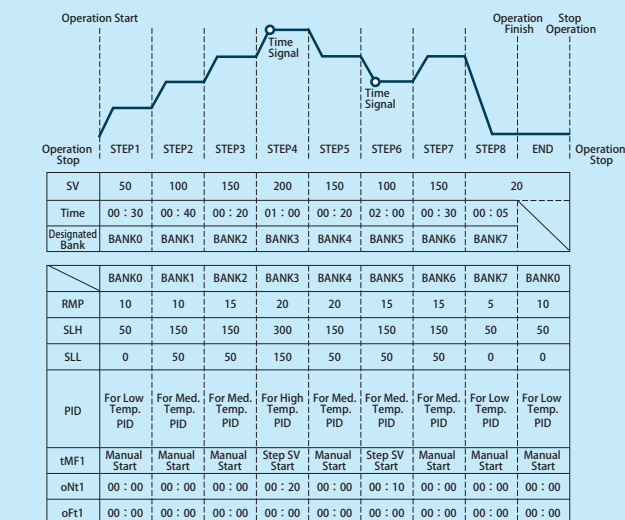 Operation Start
Operation Finish
Stop Operation
Time Signal
Time Signal
Operation Stop
STEP1 STEP2 STEP3 STEP4 STEP5 STEP6 STEP7 STEP8 END
Operation Stop
SV 50 100 150 200 150 100 150 20
Time 00:30 00:40 00:20 01:00 00:20 02:00 00:30 00:05
Designated Bank BANK0 BANK1 BANK2 BANK3 BANK4 BANK5 BANK6 BANK7
BANK0 BANK1 BANK2 BANK3 BANK4 BANK5 BANK6 BANK7 BANK0
RMP 10 10 15 20 20 15 15 5 10
SLH 50 150 150 300 150 150 150 50 50
SLL 0 50 50 150 50 50 50 0 0
PID For Low Temp. PID For Med. Temp. PID For Med. Temp. PID For High Temp. PID For Med. Temp. PID For Med. Temp. PID For Med. Temp. PID For Low Temp. PID For Low Temp. PID
tMF1 Manual Start Manual Start Manual Start Step SV Start Manual Start Step SV Start Manual Start Manual Start Manual Start
oNt1 00:00 00:00 00:00 00:20 00:00 00:10 00:00 00:00 00:00
oFt1 00:00 00:00 00:00 00:00 00:00 00:00 00:00 00:00 00:00